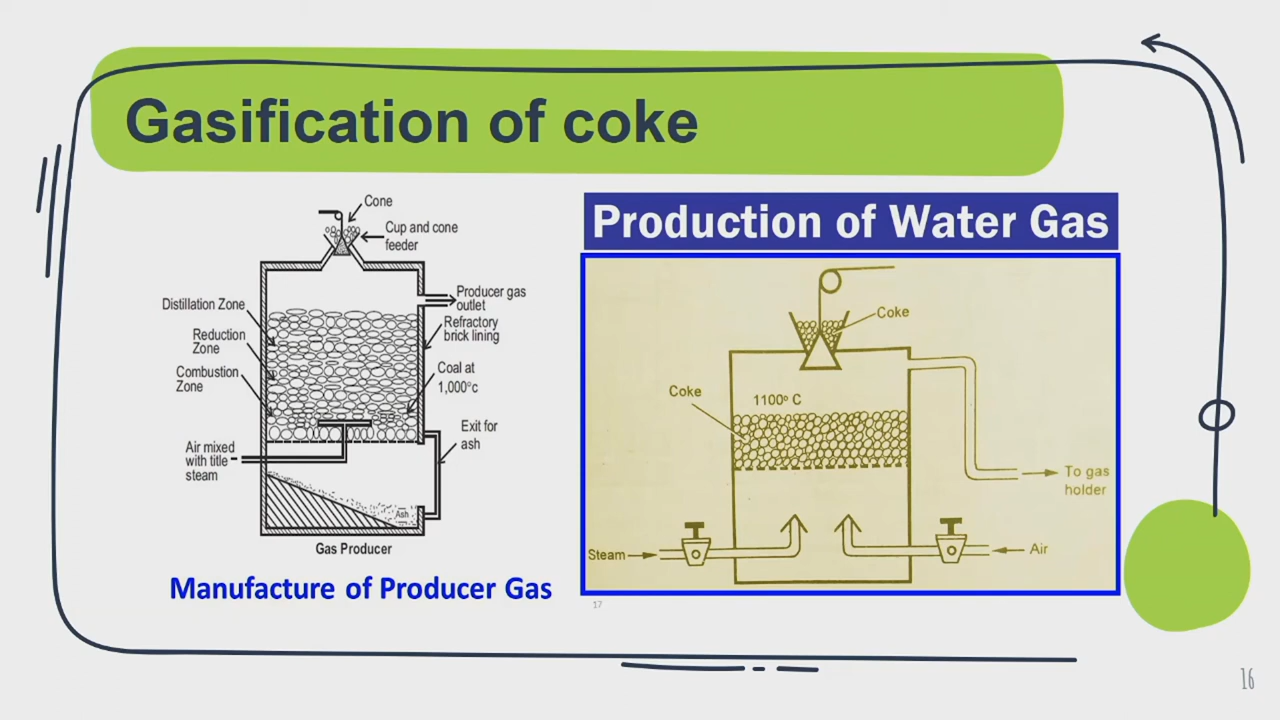 Gasification of coke
Cone
Cup and cone
feeder
Producer gas
outlet
Distillation Zone
Refractory
brick lining
Reduction
Zone
Combustion
Zone
Coal at
1,000°c
Exit for
ash
Air mixed
with title
steam
Ash
Gas Producer
Manufacture of Producer Gas
Production of Water Gas
Coke
Coke
1100° C
To gas
holder
Steam
Air
17
16